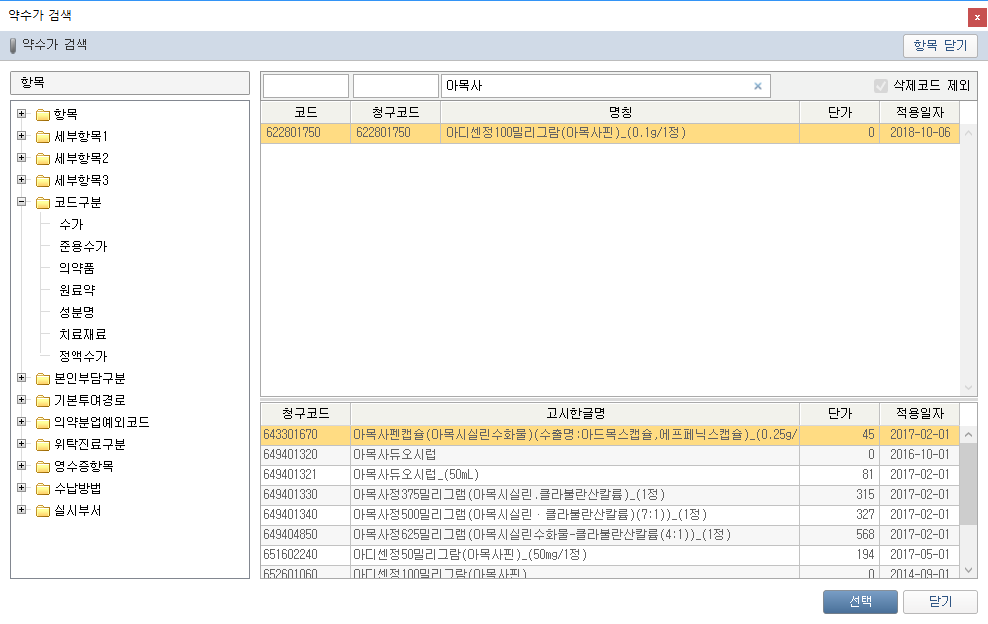 약수가 검색
x
약수가 검색
항목 닫기
항목
아목사 ×
삭제코드 제외
항목
세부항목1
세부항목2
세부항목3
코드구분
수가
준용수가
의약품
원료약
성분명
치료재료
정액수가
본인부담구분
기본투여경로
의약분업예외코드
위탁진료구분
영수증항목
수납방법
실시부서
코드 청구코드 명칭 단가 적용일자
622801750 622801750 아디센정100밀리그람(아목사핀)_(0.1g/1정) 0 2018-10-06
청구코드 고시한글명 단가 적용일자
643301670 아목사펜캡슐(아목시실린수화물)(수출명:아드목스캡슐,에프페닉스캡슐)_(0.25g/ 45 2017-02-01
649401320 아목사듀오시럽 0 2016-10-01
649401321 아목사듀오시럽_(50mL) 81 2017-02-01
649401330 아목사정375밀리그램(아목시실린.클라불란산칼륨)_(1정) 315 2017-02-01
649401340 아목사정500밀리그램(아목시실린·클라불란산칼륨)(7:1))_(1정) 327 2017-02-01
649404850 아목사정625밀리그램(아목시실린수화물-클라불란산칼륨(4:1))_(1정) 568 2017-02-01
651602240 아디센정50밀리그람(아목사핀)_(50mg/1정) 194 2017-05-01
652601060 아디센정100밀리그람(아목사핀) 0 2014-09-01
선택
닫기